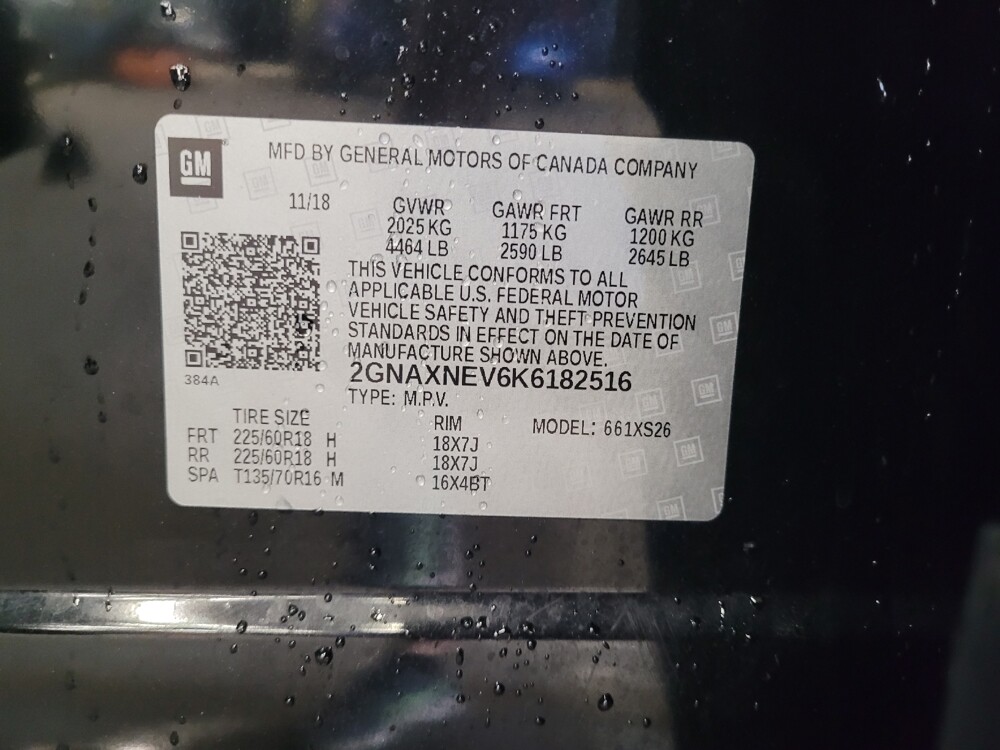 GM
MFD BY GENERAL MOTORS OF CANADA COMPANY
11/18
GVWR GAWR FRT GAWR RR
2025 KG 1175 KG 1200 KG
4464 LB 2590 LB 2645 LB
THIS VEHICLE CONFORMS TO ALL
APPLICABLE U.S. FEDERAL MOTOR
VEHICLE SAFETY AND THEFT PREVENTION
STANDARDS IN EFFECT ON THE DATE OF
MANUFACTURE SHOWN ABOVE.
384A
2GNAXNEV6K6182516
TYPE: M.P.V.
TIRE SIZE RIM MODEL: 661XS26
FRT 225/60R18 H 18X7J
RR 225/60R18 H 18X7J
SPA T135/70R16 M 16X4BT